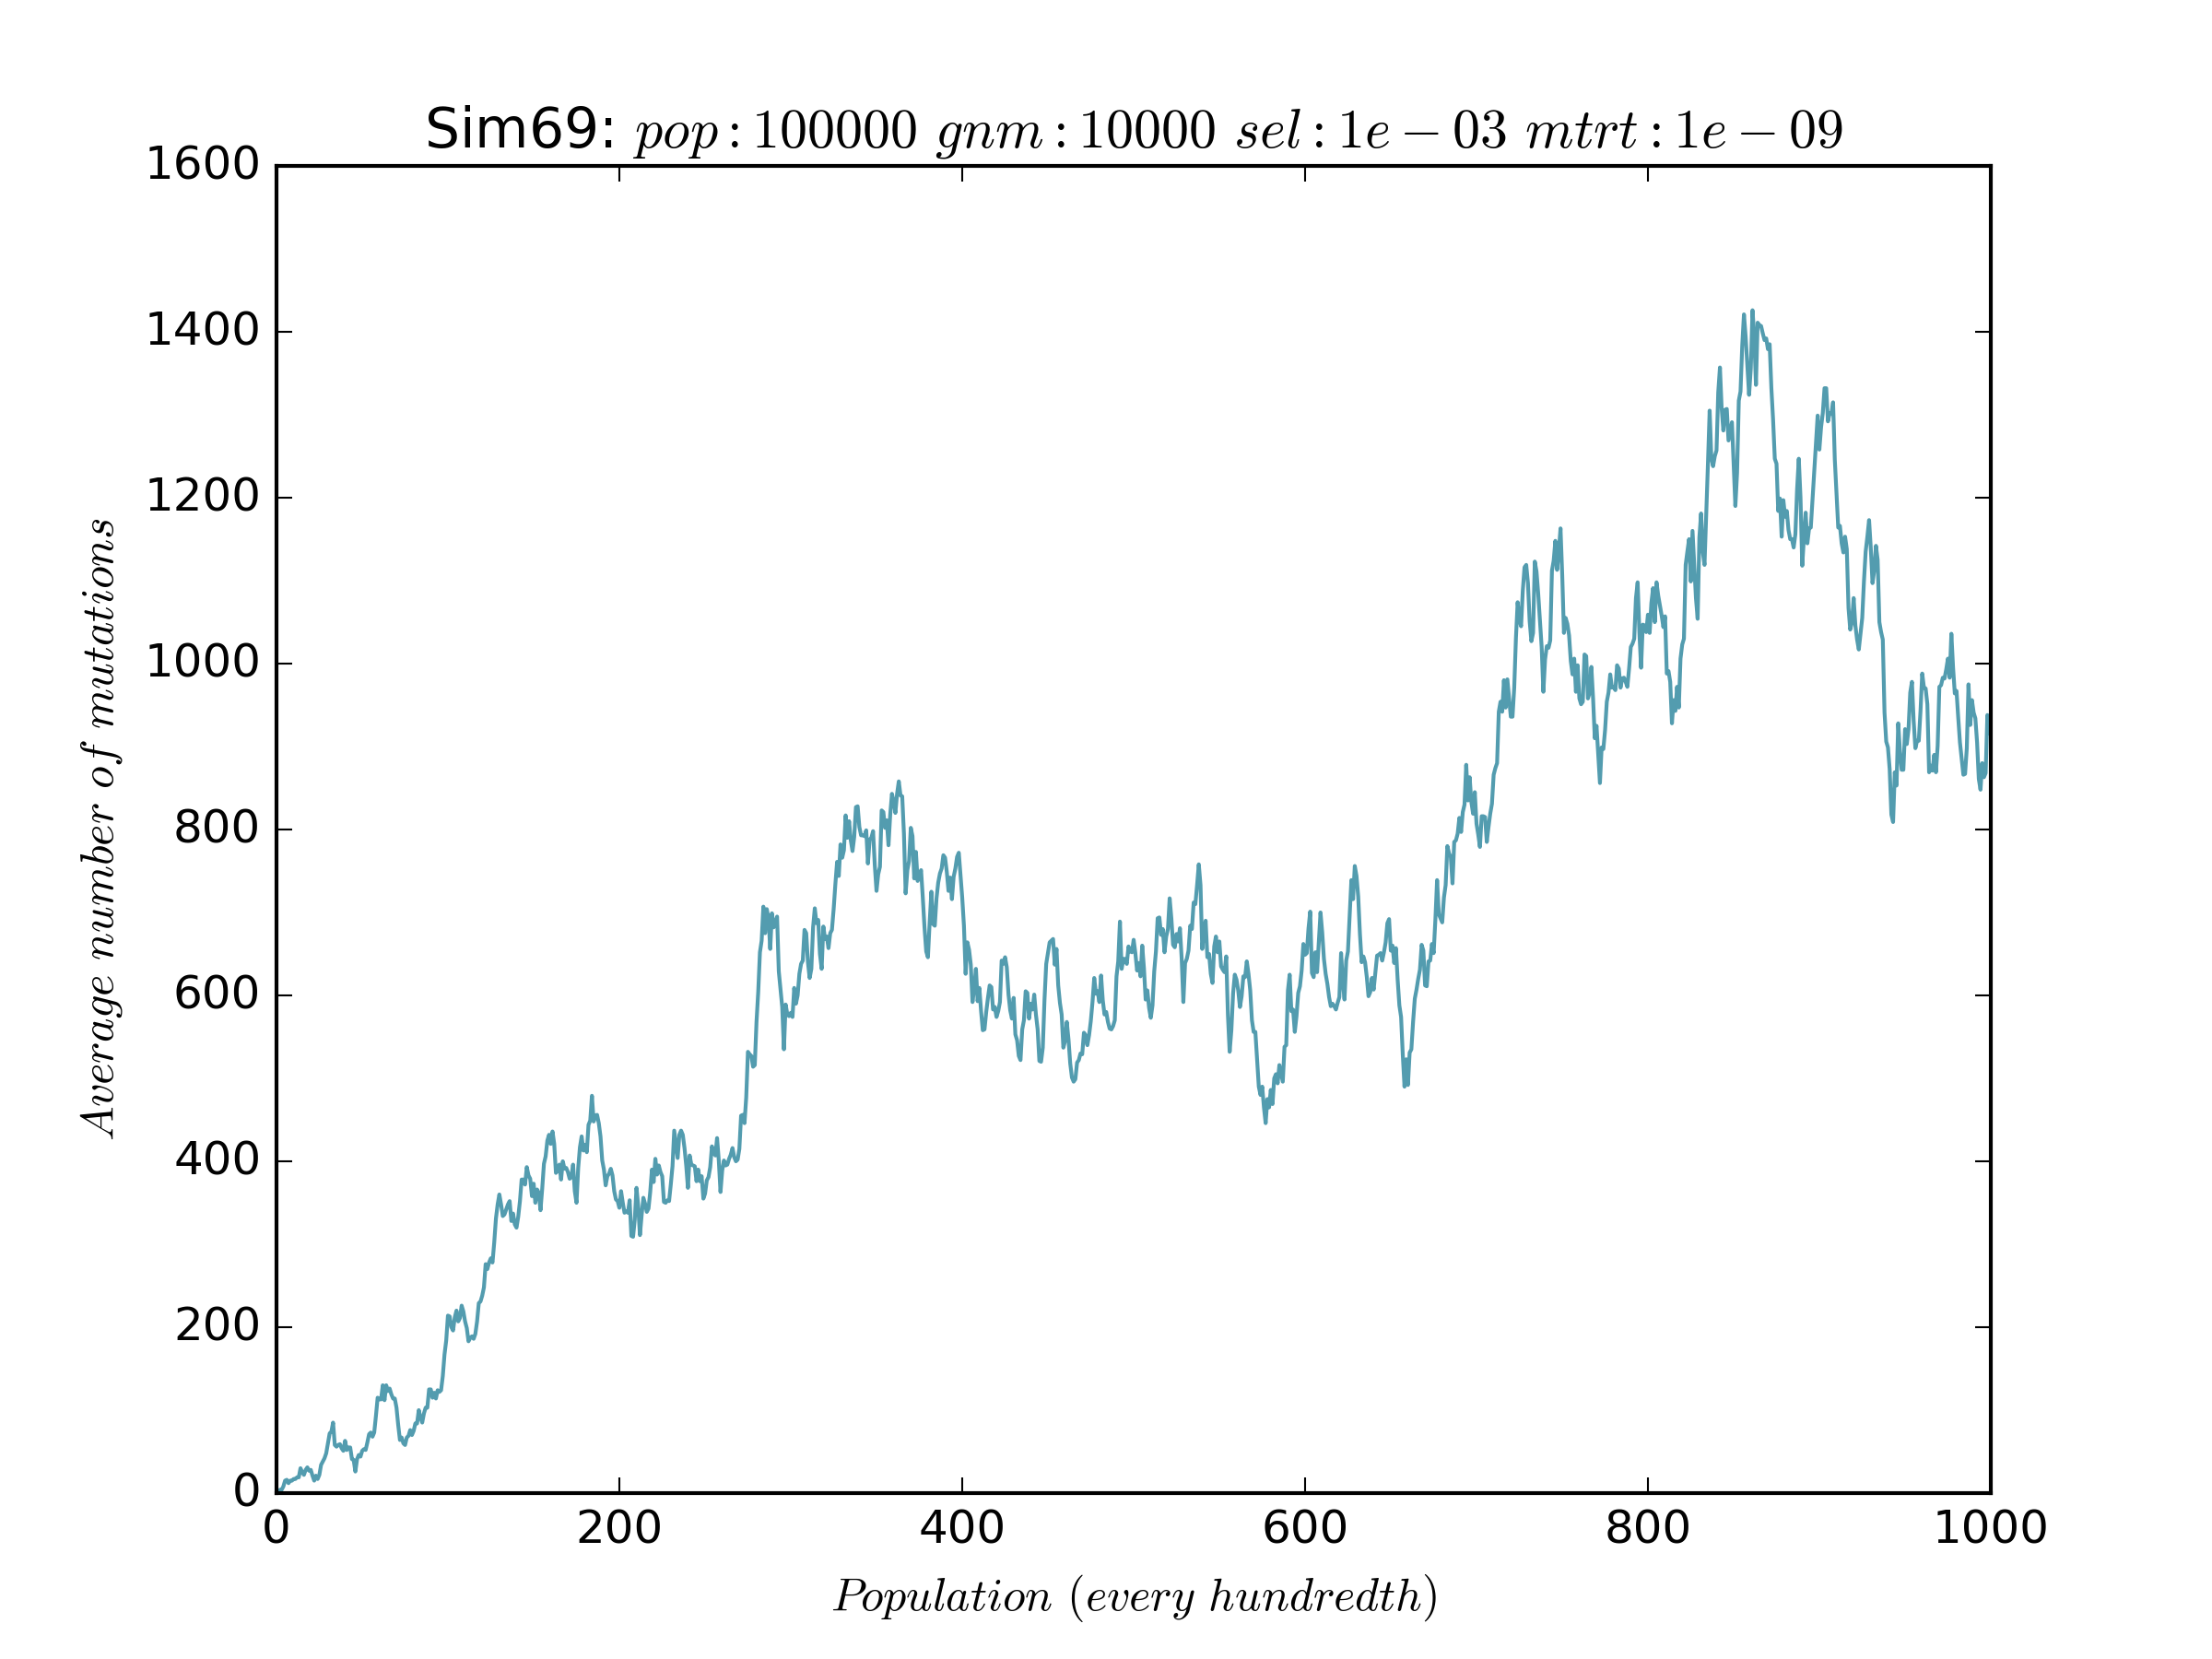 Sim69: pop : 100000 gnm : 10000 sel : 1e − 03 mtrt : 1e − 09
1600
1400
1200
1000
800
600
400
200
0
Average number of mutations
0 200 400 600 800 1000
Population (every hundredth)